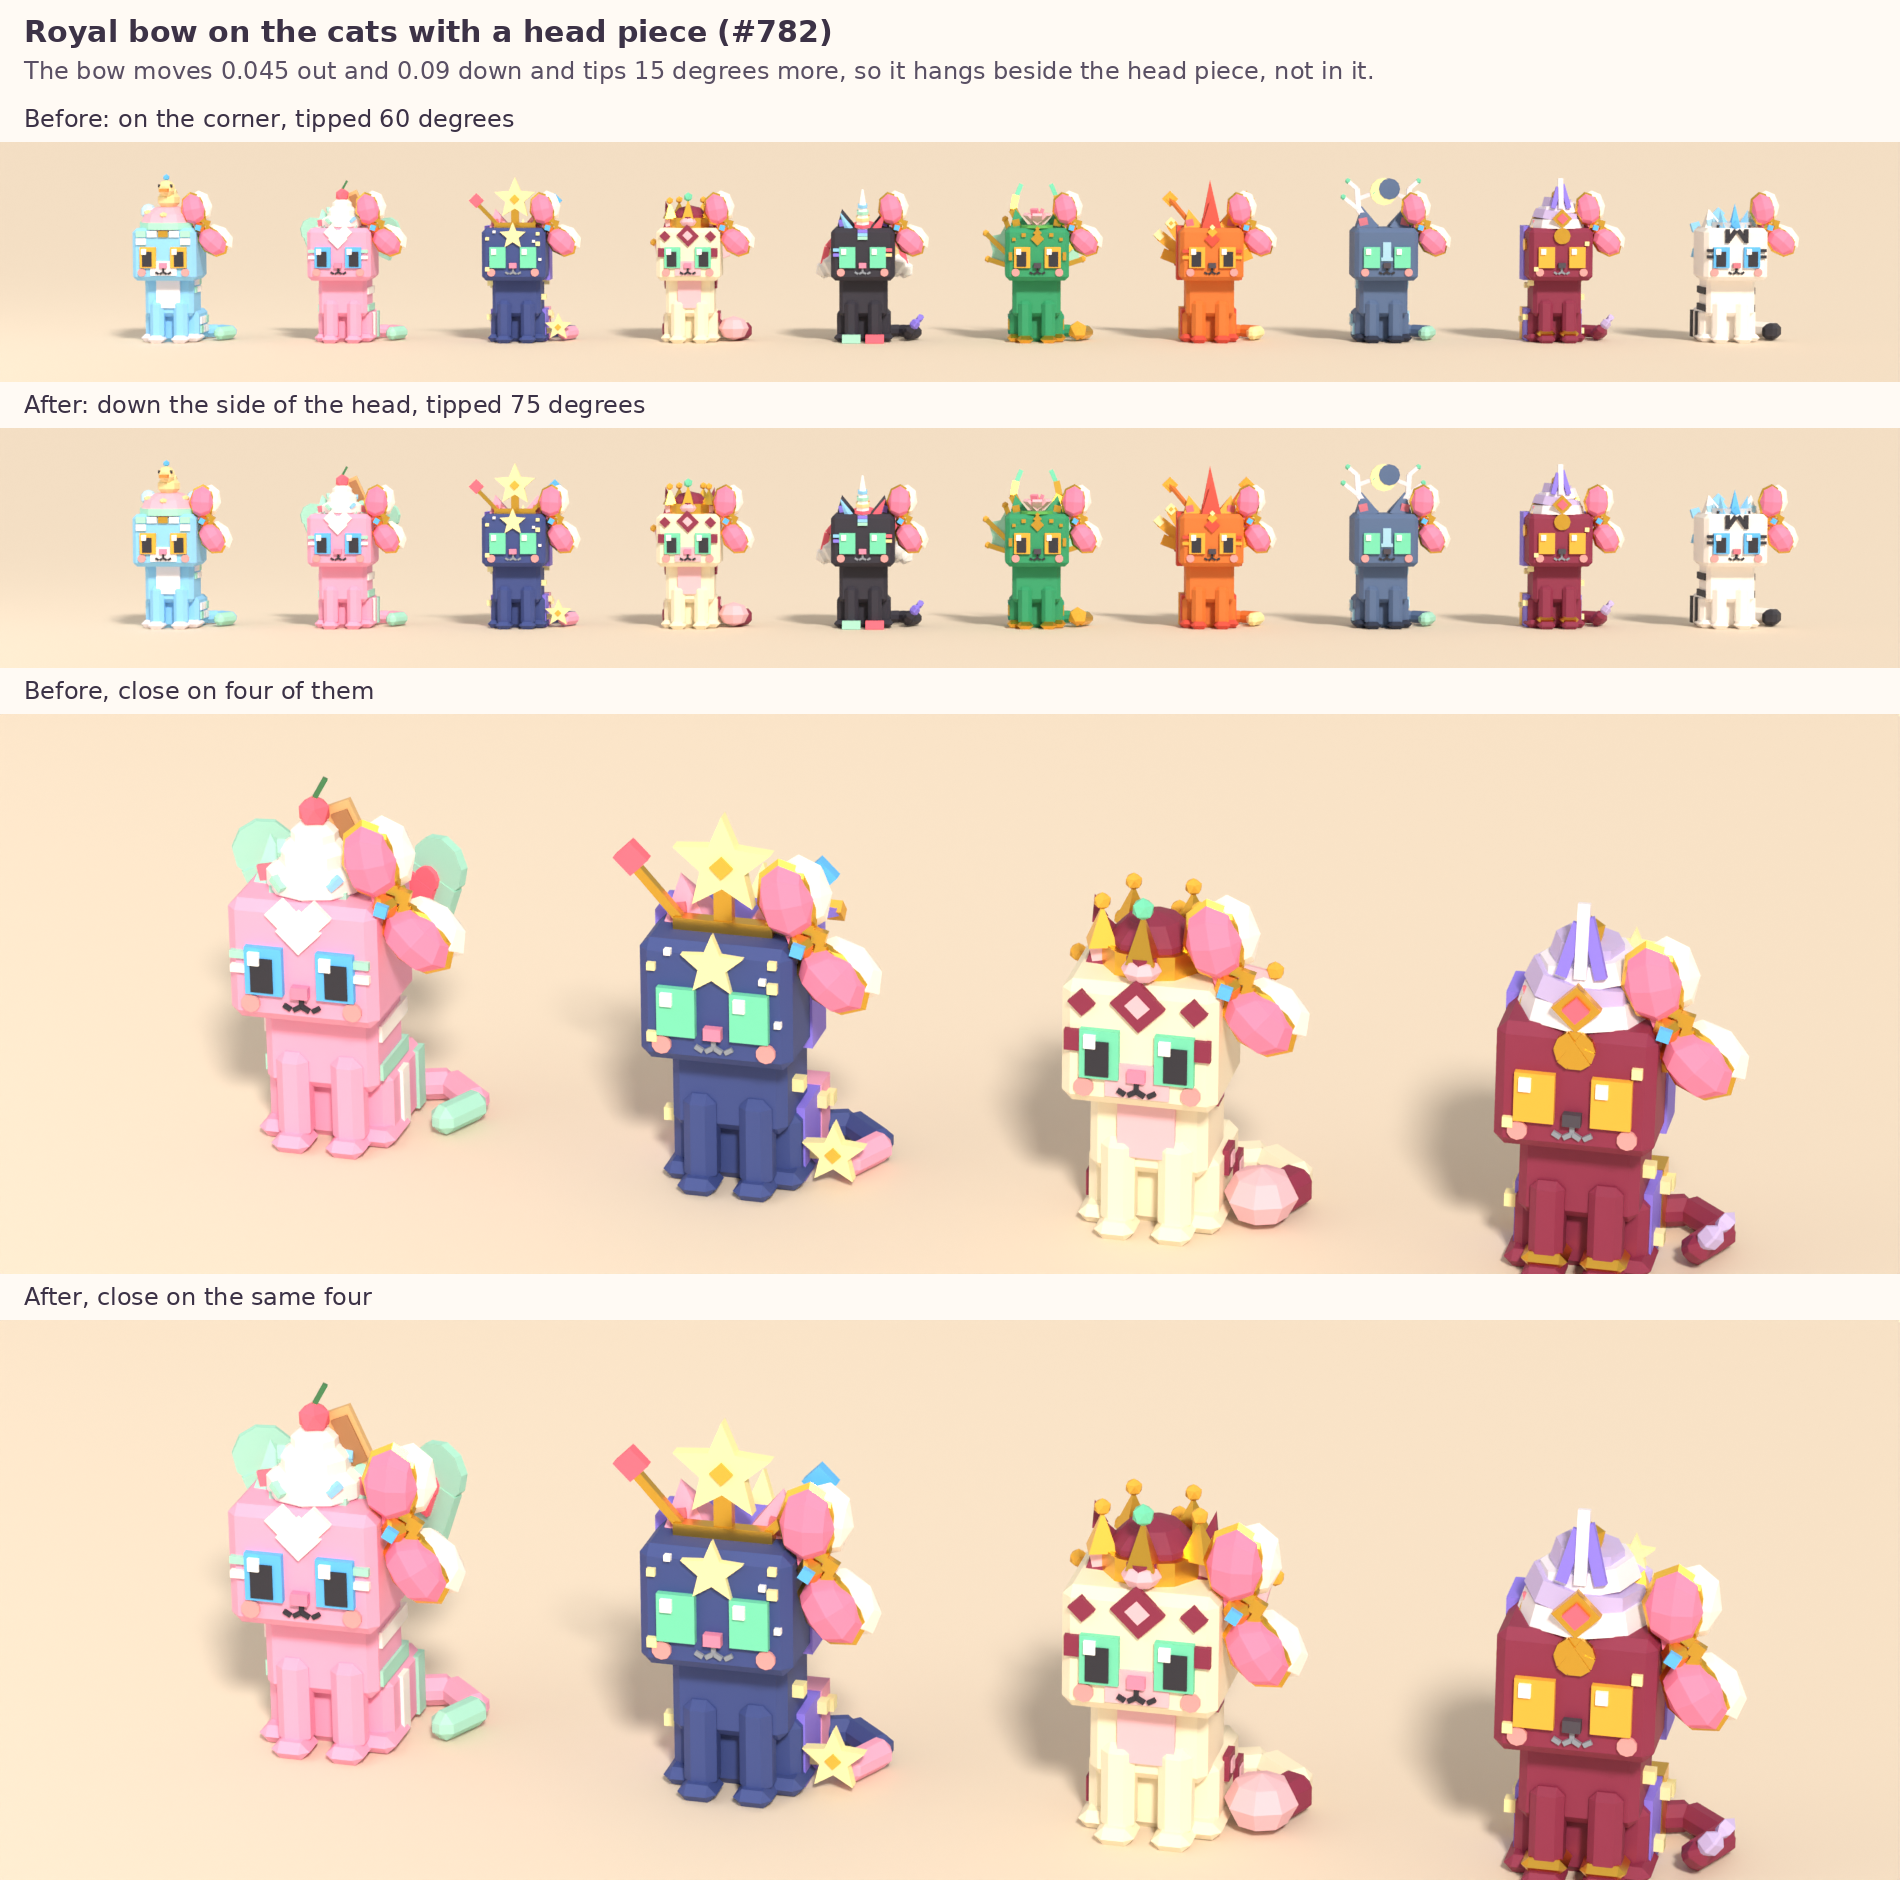 Royal bow on the cats with a head piece (#782)
The bow moves 0.045 out and 0.09 down and tips 15 degrees more, so it hangs beside the head piece, not in it.
Before: on the corner, tipped 60 degrees
After: down the side of the head, tipped 75 degrees
Before, close on four of them
After, close on the same four